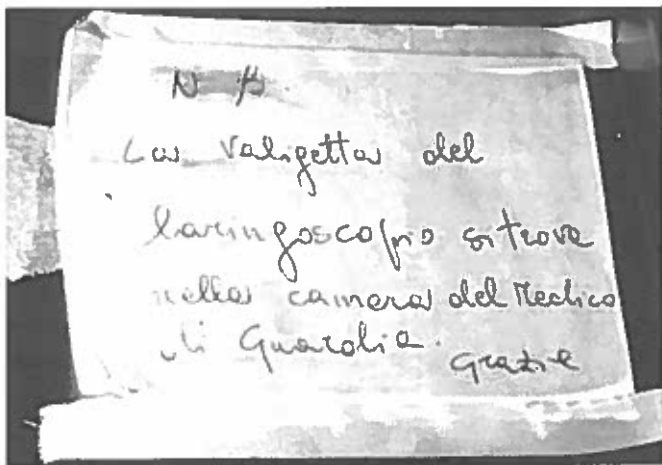 N B
La valigetta del
laringoscopio si trova
nella camera del Medico
di Guardia.
Grazie